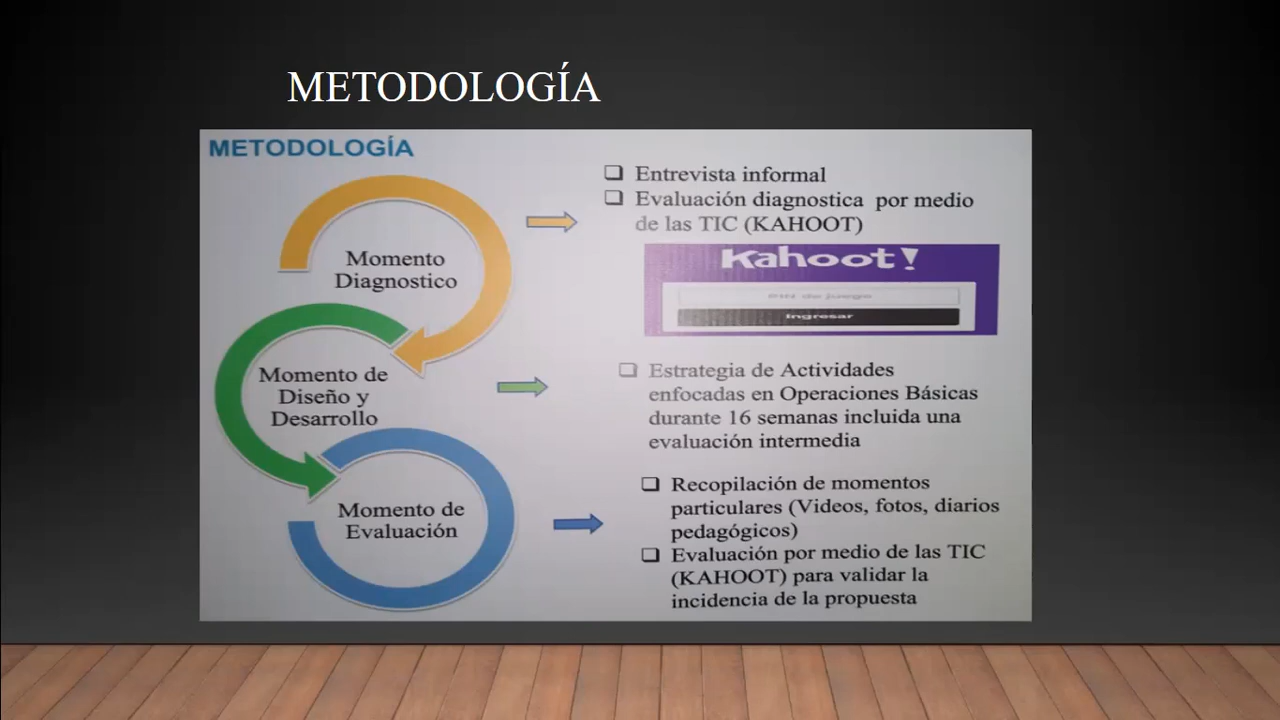 METODOLOGÍA
METODOLOGÍA
Momento
Diagnostico
Entrevista informal
Evaluación diagnostica por medio
de las TIC (KAHOOT)
Kahoot!
PIN de juego
Ingresar
Momento de
Diseño y
Desarrollo
Estrategia de Actividades
enfocadas en Operaciones Básicas
durante 16 semanas incluida una
evaluación intermedia
Momento de
Evaluación
Recopilación de momentos
particulares (Videos, fotos, diarios
pedagógicos)
Evaluación por medio de las TIC
(KAHOOT) para validar la
incidencia de la propuesta